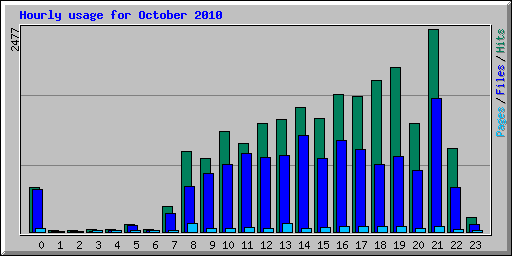 Hourly usage for October 2010
2477
Pages/Files/Hits
0 1 2 3 4 5 6 7 8 9 10 11 12 13 14 15 16 17 18 19 20 21 22 23